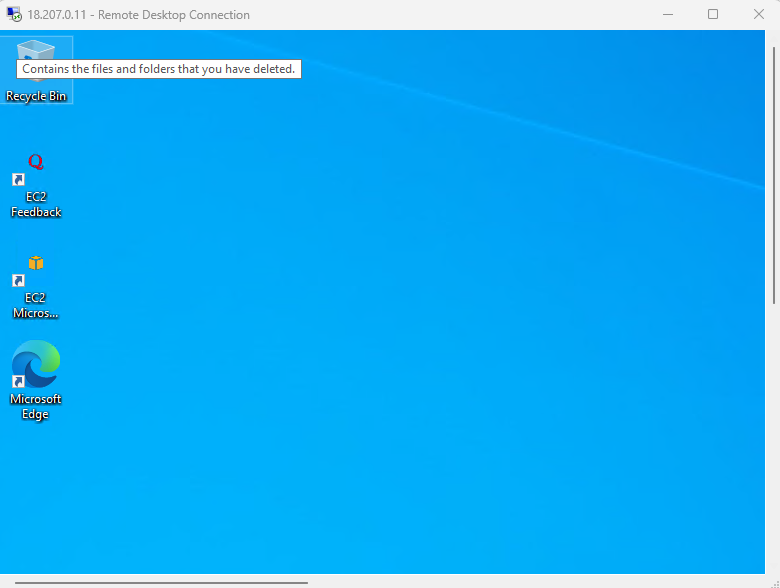 18.207.0.11 - Remote Desktop Connection
Contains the files and folders that you have deleted.
Recycle Bin
Q
EC2
Feedback
EC2
Micros...
Microsoft
Edge